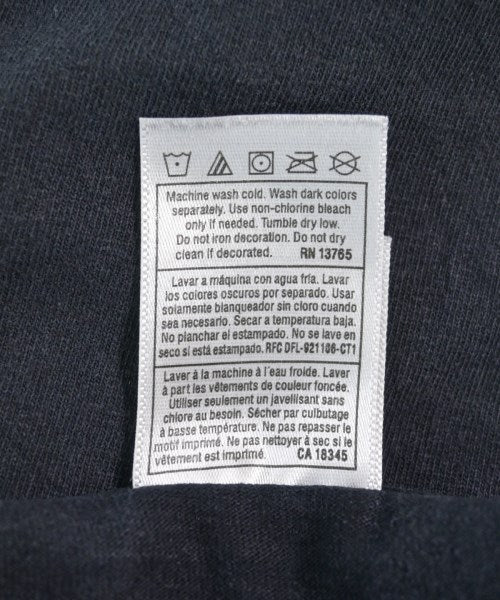 Machine wash cold. Wash dark colors
separately. Use non-chlorine bleach
only if needed. Tumble dry low.
Do not iron decoration. Do not dry
clean if decorated. RN 13765
Lavar a máquina con agua fría. Lavar
los colores oscuros por separado. Usar
solamente blanqueador sin cloro cuando
sea necesario. Secar a temperatura baja.
No planchar el estampado. No se lave en
seco si está estampado. RFC DFL-921186-CT1
Laver à la machine à l'eau froide. Laver
à part les vêtements de couleur foncée.
Utiliser seulement un javellisant sans
chlore au besoin. Sécher par culbutage
à basse température. Ne pas repasser le
motif imprimé. Ne pas nettoyer à sec si le
vêtement est imprimé. CA 18345